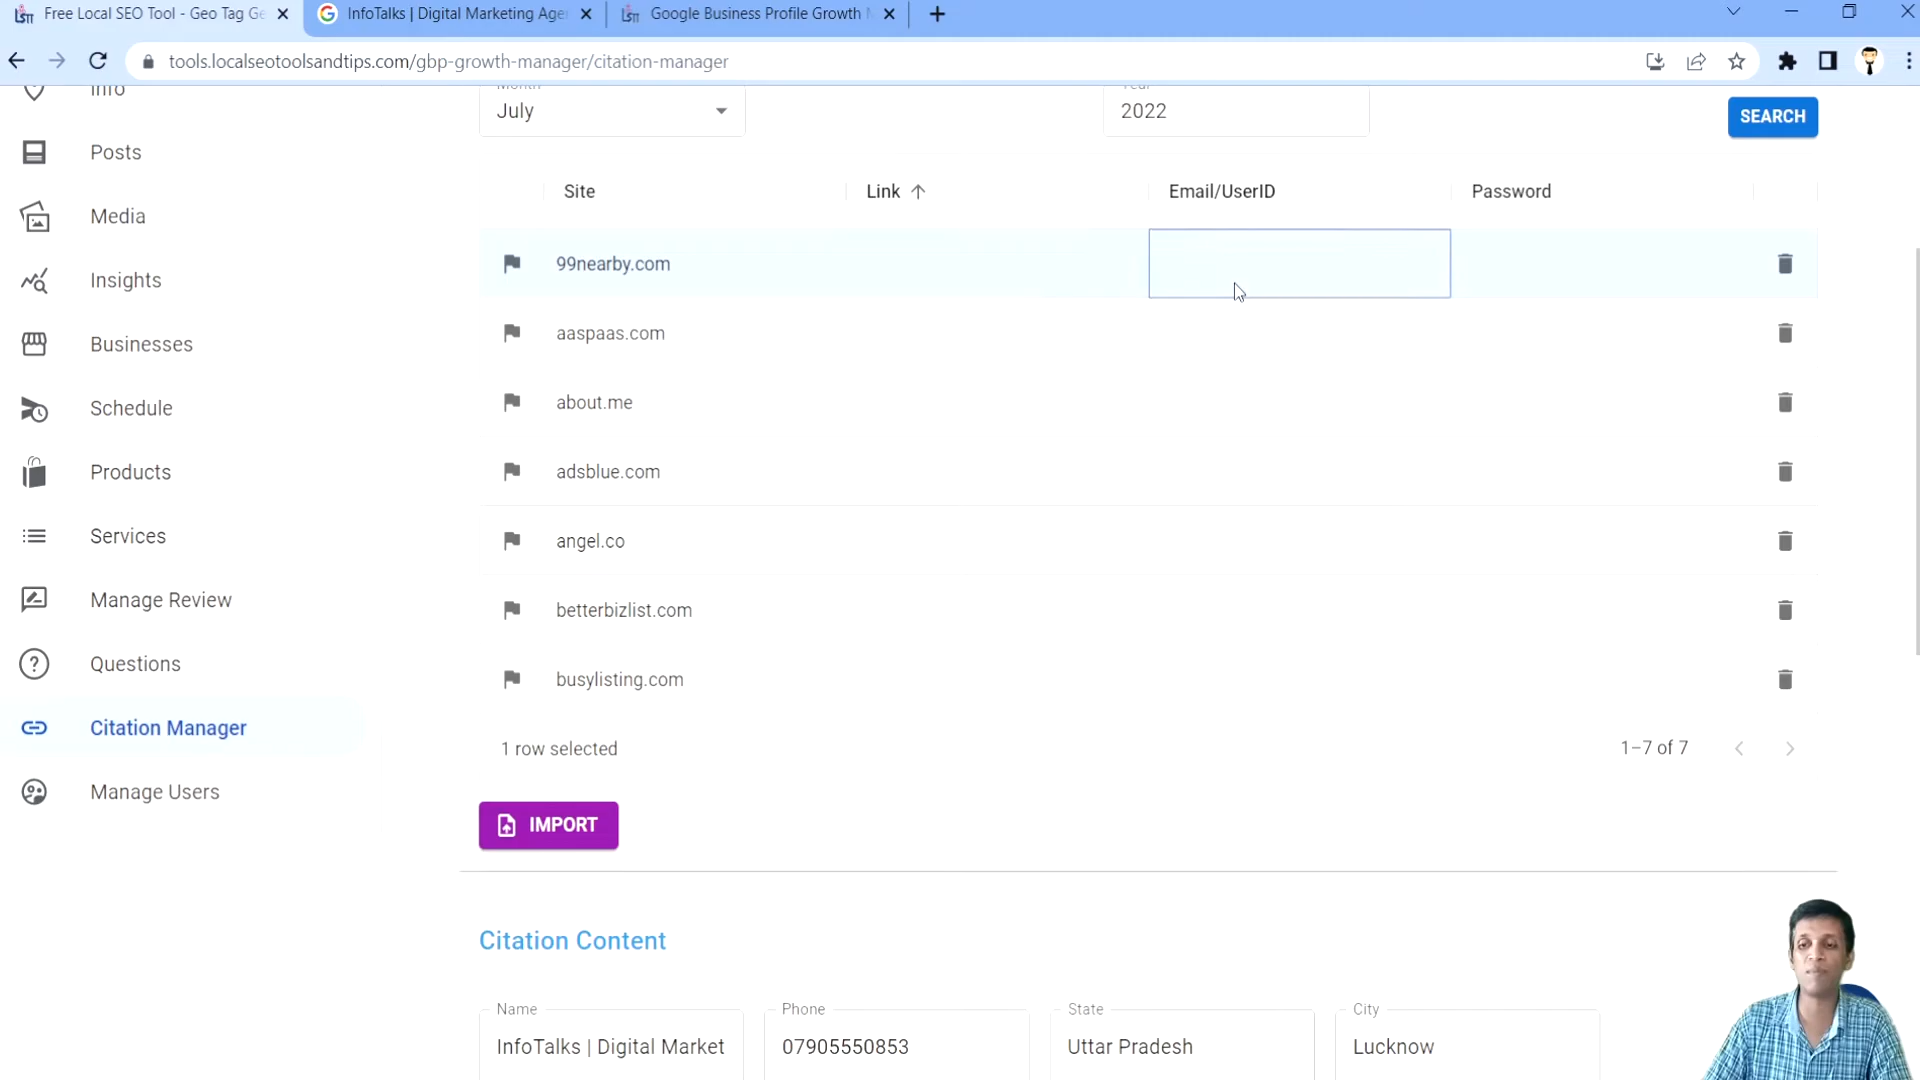 Free Local SEO Tool - Geo Tag Ge
InfoTalks | Digital Marketing Age
Google Business Profile Growth M
tools.localseotoolsandtips.com/gbp-growth-manager/citation-manager
Info
Posts
Media
Insights
Businesses
Schedule
Products
Services
Manage Review
Questions
Citation Manager
Manage Users
Month
July
Year
2022
SEARCH
Site
Link
Email/UserID
Password
99nearby.com
aaspaas.com
about.me
adsblue.com
angel.co
betterbizlist.com
busylisting.com
1 row selected
1–7 of 7
IMPORT
Citation Content
Name
InfoTalks | Digital Market
Phone
07905550853
State
Uttar Pradesh
City
Lucknow